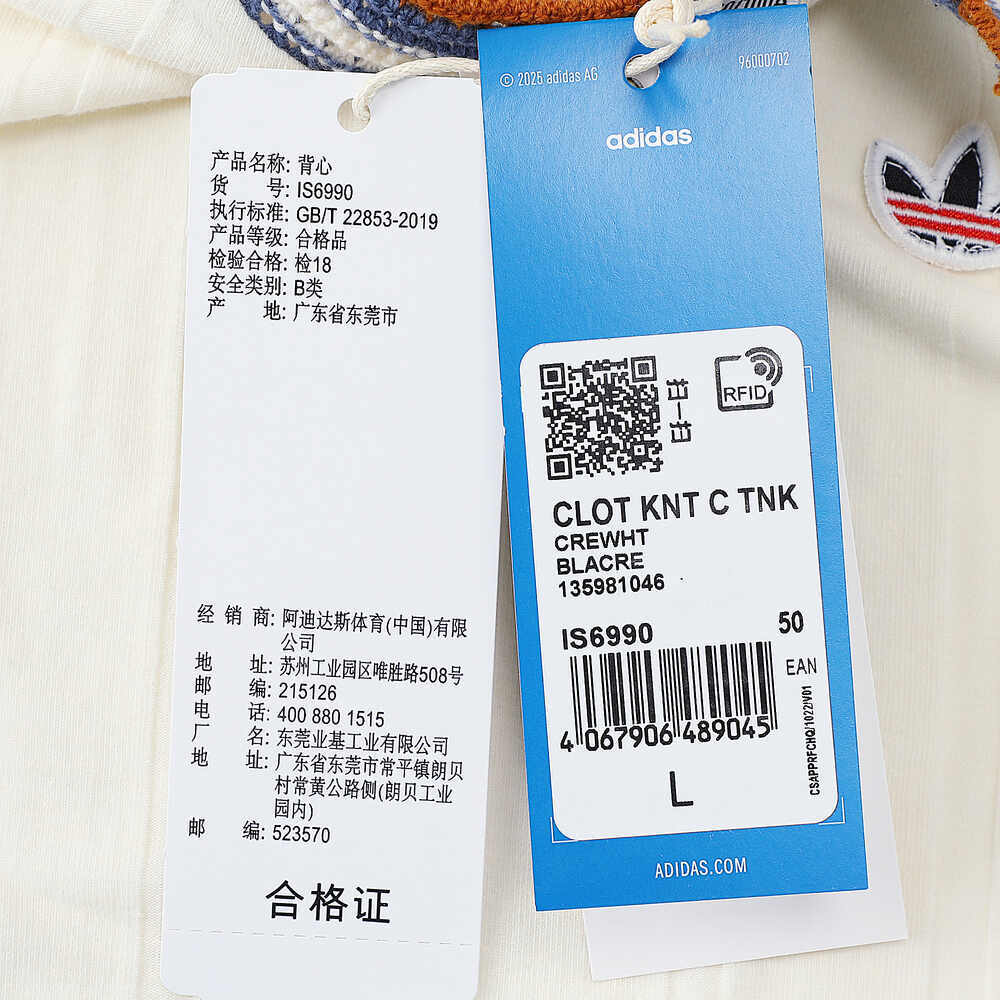 产品名称: 背心
货 号: IS6990
执行标准: GB/T 22853-2019
产品等级: 合格品
检验合格: 检18
安全类别: B类
产 地: 广东省东莞市
经 销 商: 阿迪达斯体育(中国)有限
公司
地 址: 苏州工业园区唯胜路508号
邮 编: 215126
电 话: 400 880 1515
厂 名: 东莞业基工业有限公司
地 址: 广东省东莞市常平镇朗贝
村常黄公路侧(朗贝工业
园内)
邮 编: 523570
合格证
© 2025 adidas AG
96000702
adidas
扫一扫
RFID
CLOT KNT C TNK
CREWHT
BLACRE
135981046
IS6990
50
EAN
4 067906 489045
CSAPPRFCHQ/1022/V01
L
ADIDAS.COM